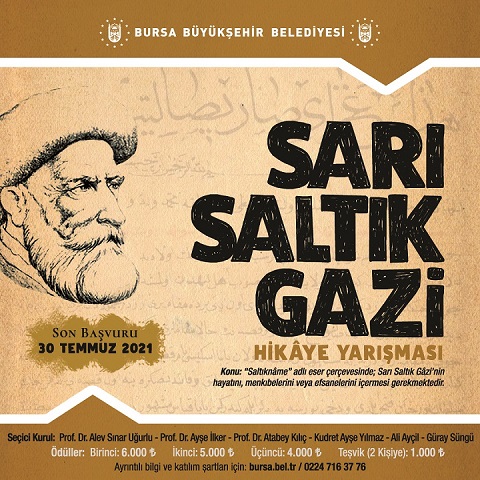 BURSA BÜYÜKŞEHİR BELEDİYESİ
SARI
SALTIK
GAZİ
HİKÂYE YARIŞMASI
SON BAŞVURU
30 TEMMUZ 2021
Konu: "Saltıknâme" adlı eser çerçevesinde; Sarı Saltık Gâzi'nin
hayatını, menkıbelerini veya efsanelerini içermesi gerekmektedir.
Seçici Kurul: Prof. Dr. Alev Sınar Uğurlu - Prof. Dr. Ayşe İlker - Prof. Dr. Atabey Kılıç - Kudret Ayşe Yılmaz - Ali Ayçil - Güray Süngü
Ödüller: Birinci: 6.000 ₺ İkinci: 5.000 ₺ Üçüncü: 4.000 ₺ Teşvik (2 Kişiye): 1.000 ₺
Ayrıntılı bilgi ve katılım şartları için: bursa.bel.tr / 0224 716 37 76